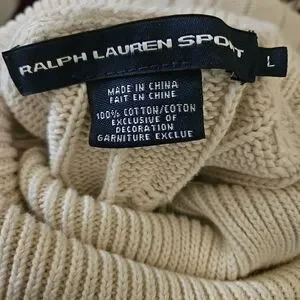 RALPH LAUREN SPORT
L
MADE IN CHINA
FAIT EN CHINE
100% COTTON/COTON
EXCLUSIVE OF
DECORATION
GARNITURE EXCLUE